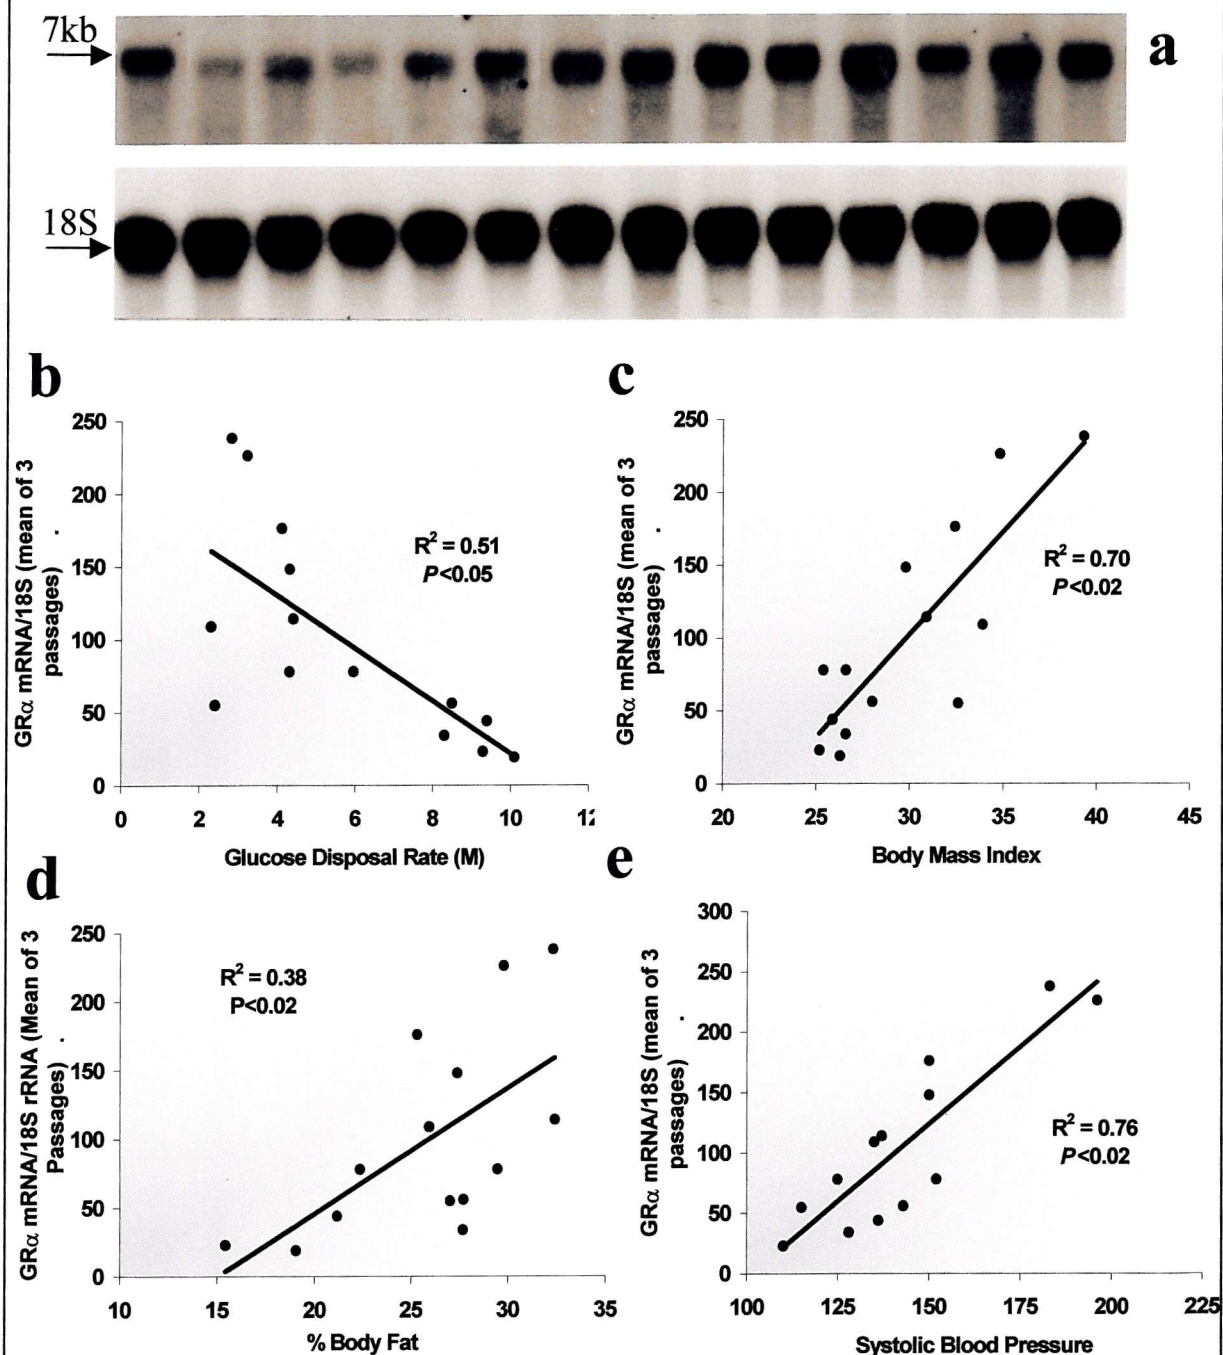 7kb
a
18S
b
GRα mRNA/18S (mean of 3
passages)
250
200
150
100
50
0
R² = 0.51
P<0.05
0 2 4 6 8 10 12
Glucose Disposal Rate (M)
c
GRα mRNA/18S (mean of 3
passages)
250
200
150
100
50
0
R² = 0.70
P<0.02
20 25 30 35 40 45
Body Mass Index
d
GRα mRNA/18S rRNA (Mean of 3
Passages)
250
200
150
100
50
0
R² = 0.38
P<0.02
10 15 20 25 30 35
% Body Fat
e
GRα mRNA/18S (mean of 3
passages)
300
250
200
150
100
50
0
R² = 0.76
P<0.02
100 125 150 175 200 225
Systolic Blood Pressure